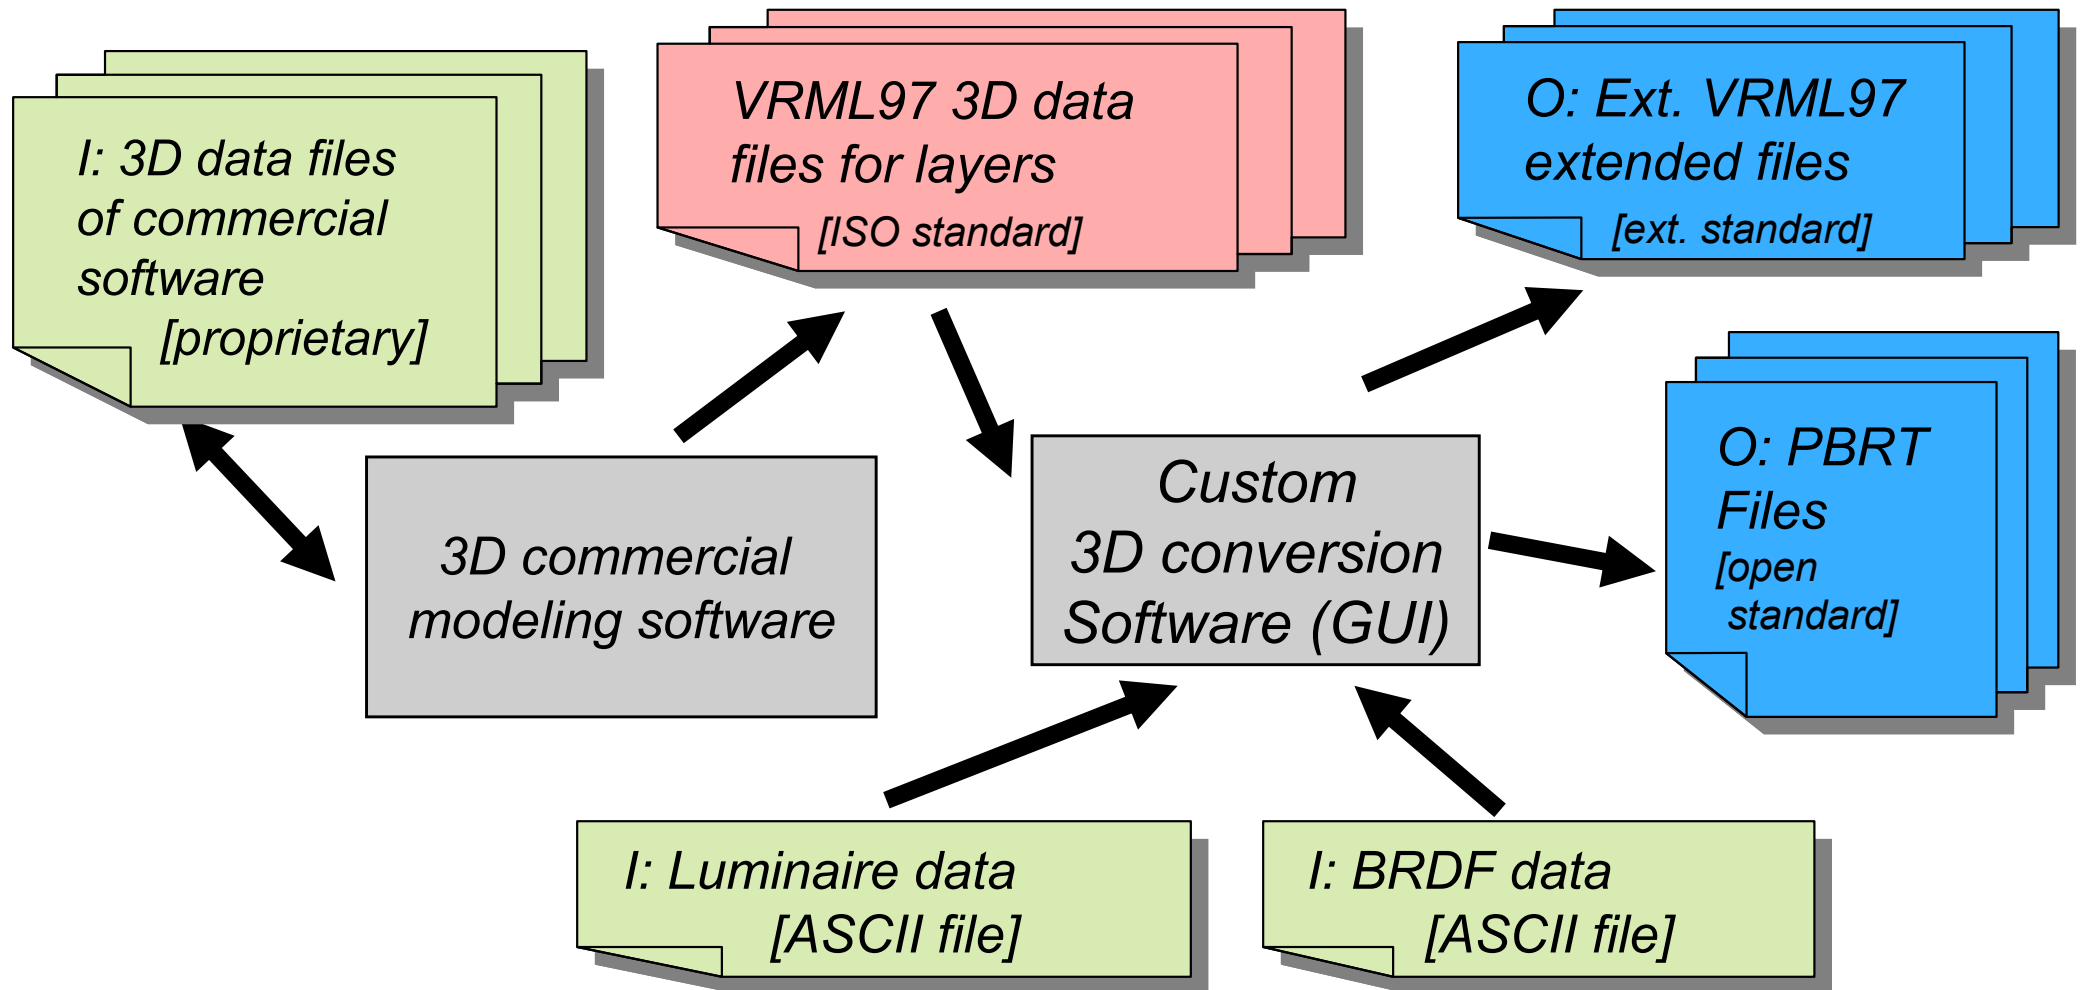 I: 3D data files
of commercial
software
[proprietary]
VRML97 3D data
files for layers
[ISO standard]
O: Ext. VRML97
extended files
[ext. standard]
3D commercial
modeling software
Custom
3D conversion
Software (GUI)
O: PBRT
Files
[open
standard]
I: Luminaire data
[ASCII file]
I: BRDF data
[ASCII file]